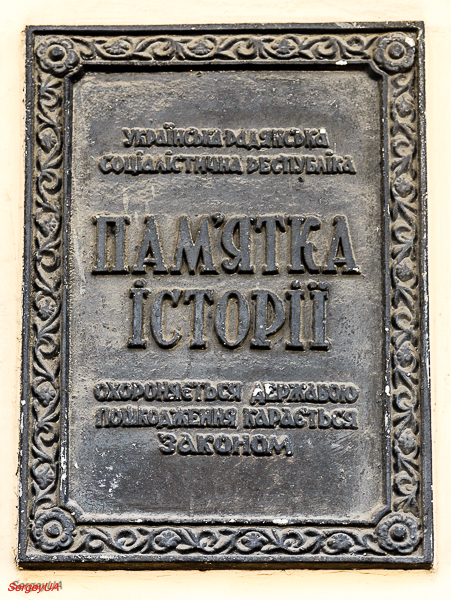 УКРАЇНСЬКА РАДЯНСЬКА
СОЦІАЛІСТИЧНА РЕСПУБЛІКА
ПАМ'ЯТКА
ІСТОРІЇ
ОХОРОНЯЄТЬСЯ ДЕРЖАВОЮ
ПОШКОДЖЕННЯ КАРАЄТЬСЯ
ЗАКОНОМ
SergeyUA